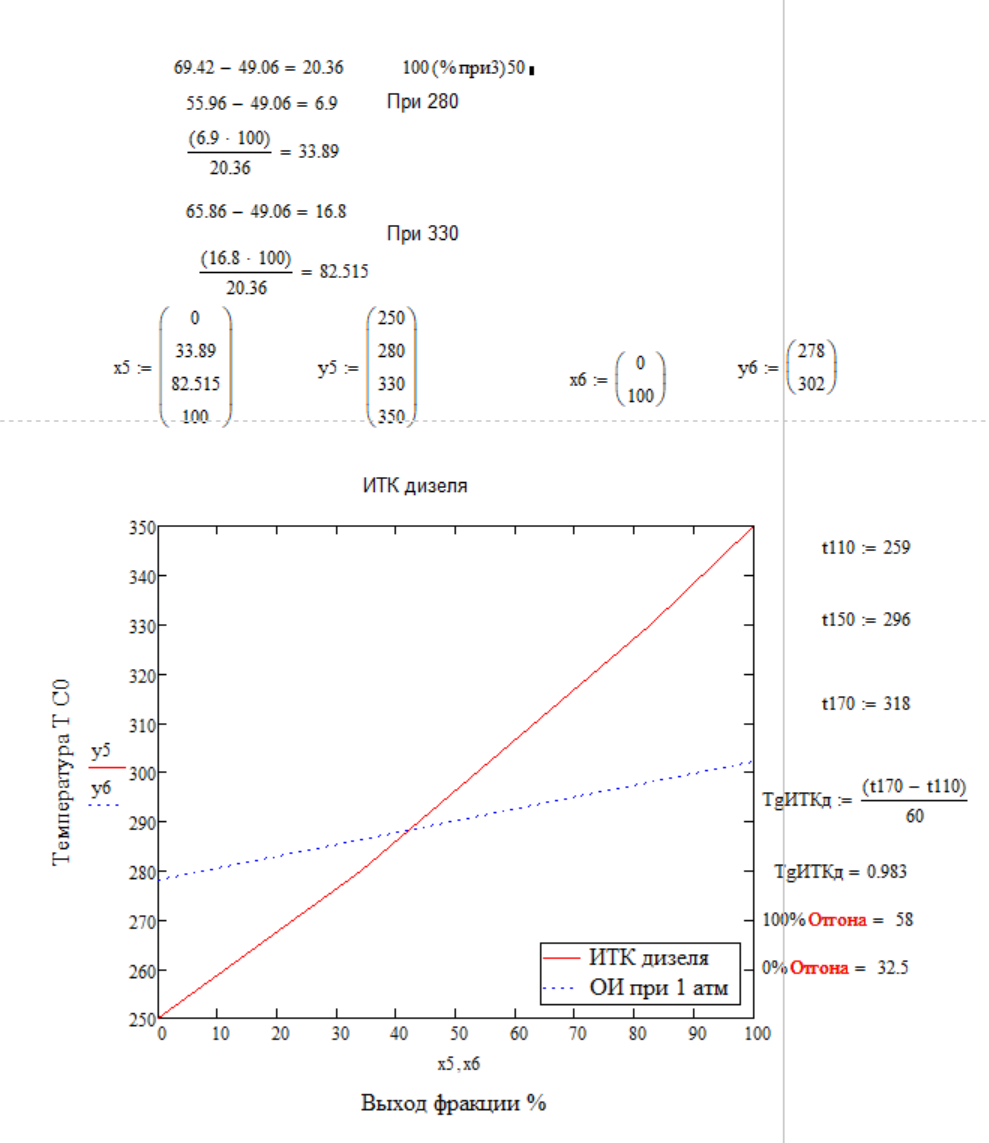 69.42 − 49.06 = 20.36 100(%при3)50
55.96 − 49.06 = 6.9 При 280
(6.9 · 100)
20.36
= 33.89
65.86 − 49.06 = 16.8
При 330
(16.8 · 100)
20.36
= 82.515
x5 :=
0
33.89
82.515
100
y5 :=
250
280
330
350
x6 :=
0
100
y6 :=
278
302
ИТК дизеля
350
340
330
320
310
300
290
280
270
260
250
Температура Т С0
y5
y6
ИТК дизеля
ОИ при 1 атм
0 10 20 30 40 50 60 70 80 90 100
x5,x6
Выход фракции %
t110 := 259
t150 := 296
t170 := 318
TgИТКд :=
(t170 − t110)
60
TgИТКд = 0.983
100%Отгона = 58
0%Отгона = 32.5